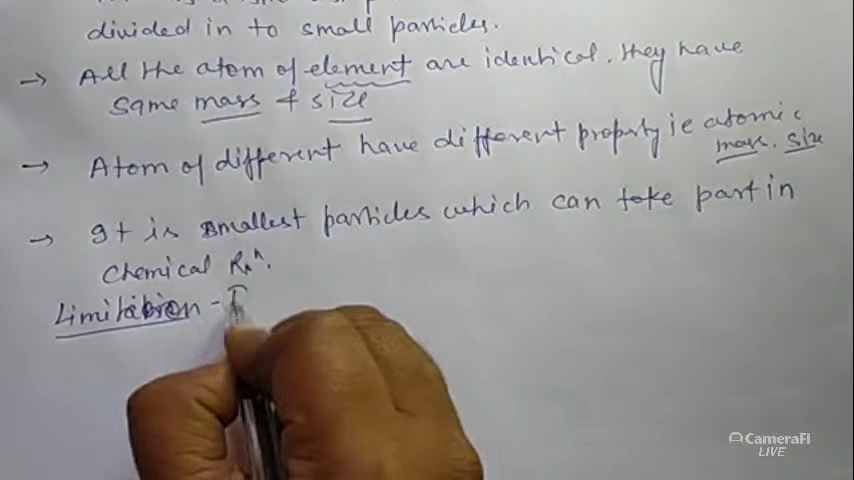 divided in to small particles.
→ All the atom of element are identical. They have
same mass & size
→ Atom of different have different property ie atomic
mass. size
→ It is smallest particles which can take part in
chemical Rxn.
Limitation -
CameraFi
LIVE